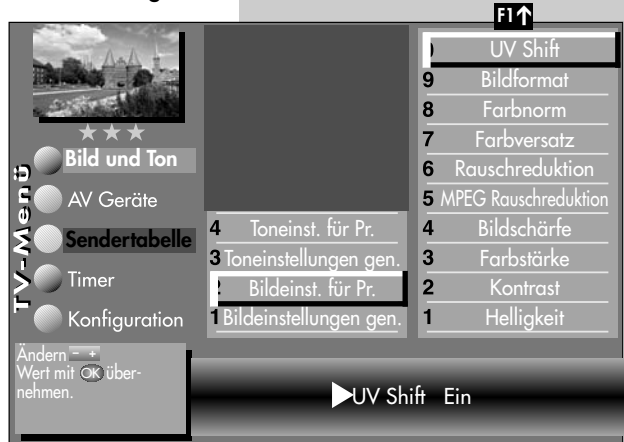 F1↑
UV Shift
9 Bildformat
8 Farbnorm
7 Farbversatz
6 Rauschreduktion
5 MPEG Rauschreduktion
4 Bildschärfe
3 Farbstärke
2 Kontrast
1 Helligkeit
TV-Menü
Bild und Ton
AV Geräte
Sendertabelle
Timer
Konfiguration
4 Toneinst. für Pr.
3 Toneinstellungen gen.
2 Bildeinst. für Pr.
1 Bildeinstellungen gen.
Ändern - +
Wert mit OK über-
nehmen.
UV Shift Ein